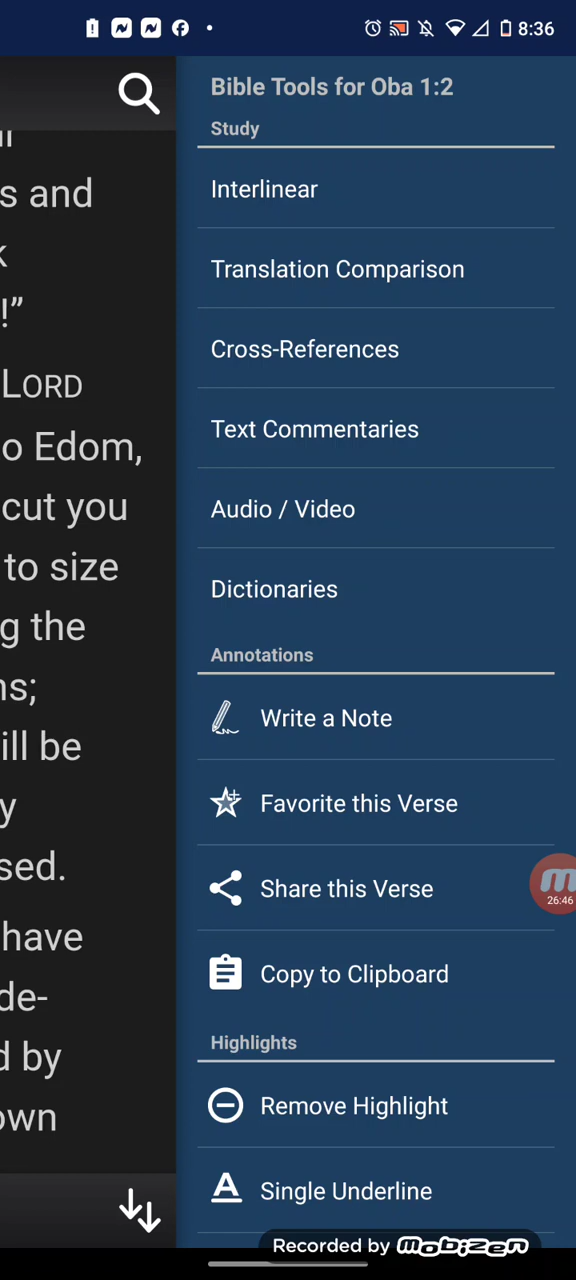 8:36
Bible Tools for Oba 1:2
Study
Interlinear
Translation Comparison
Cross-References
Text Commentaries
Audio / Video
Dictionaries
Annotations
Write a Note
Favorite this Verse
Share this Verse
Copy to Clipboard
Highlights
Remove Highlight
Single Underline
s and
!”
LORD
o Edom,
cut you
to size
g the
ns;
ill be
y
sed.
have
de-
d by
own
26:46
Recorded by mobizen